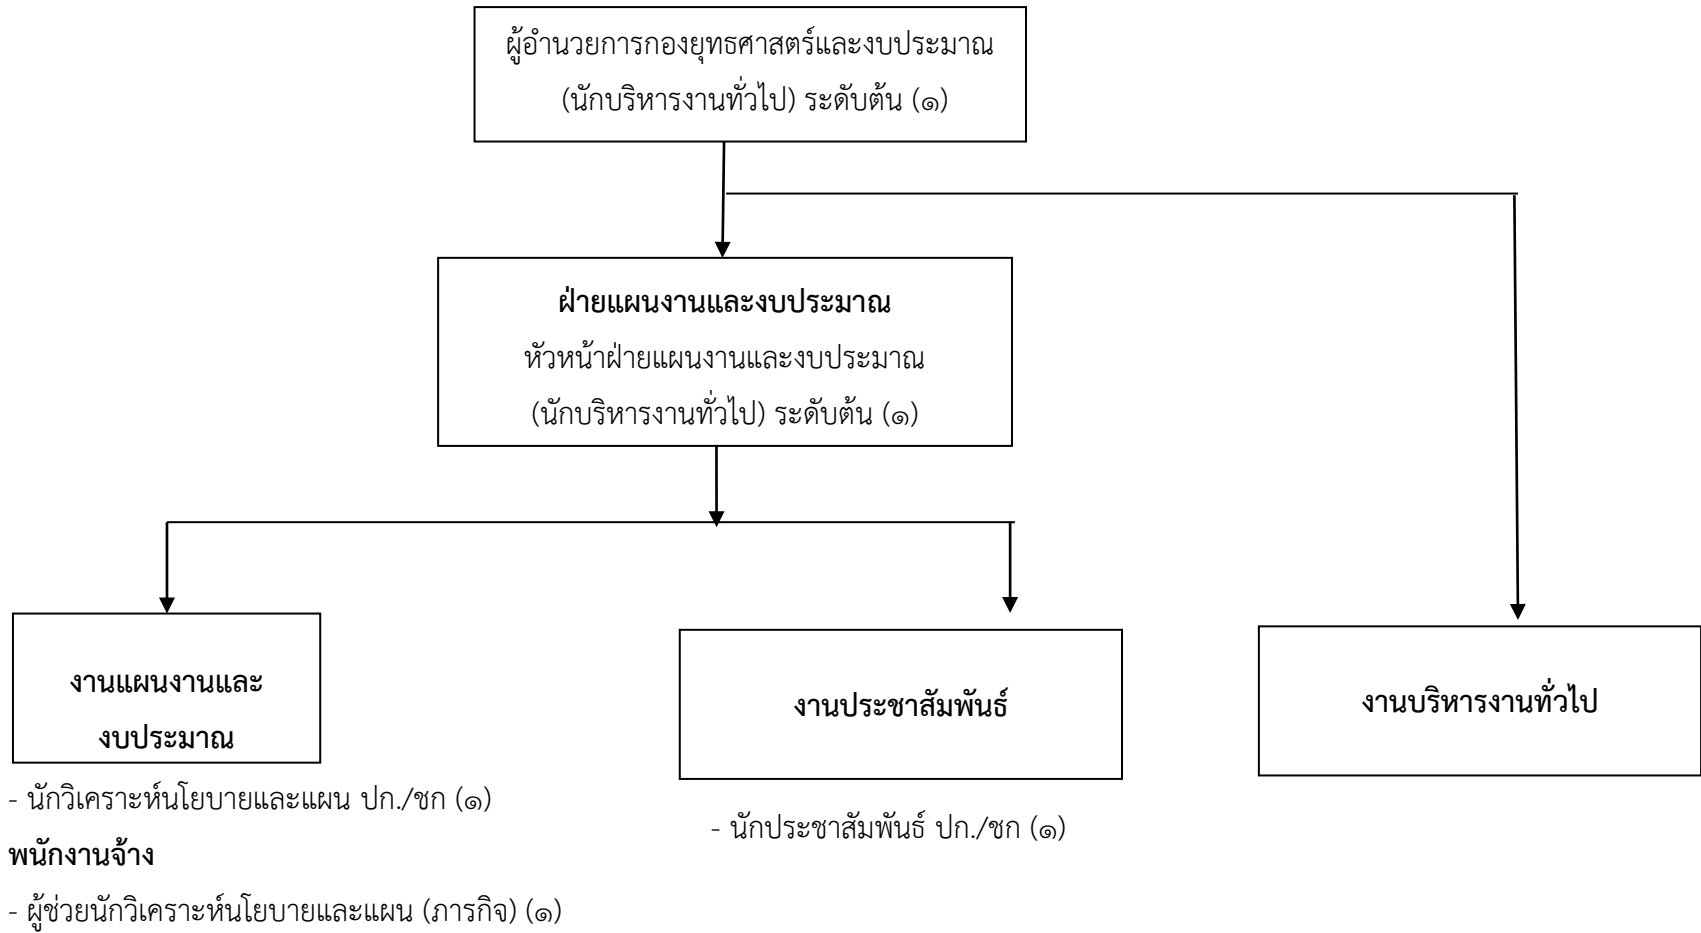 ผู้อำนวยการกองยุทธศาสตร์และงบประมาณ
(นักบริหารงานทั่วไป) ระดับต้น (๑)
ฝ่ายแผนงานและงบประมาณ
หัวหน้าฝ่ายแผนงานและงบประมาณ
(นักบริหารงานทั่วไป) ระดับต้น (๑)
งานแผนงานและ
งบประมาณ
- นักวิเคราะห์นโยบายและแผน ปก./ชก (๑)
พนักงานจ้าง
- ผู้ช่วยนักวิเคราะห์นโยบายและแผน (ภารกิจ) (๑)
งานประชาสัมพันธ์
- นักประชาสัมพันธ์ ปก./ชก (๑)
งานบริหารงานทั่วไป